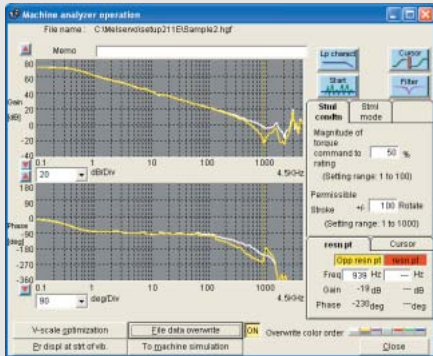 Machine analyzer operation
File name : C:\Melservo\setup211E\Sample2.hgf
Memo
Lp charact
Cursor
Start
Filter
80
60
40
Gain
[dB]
20
0
-20
-40
0.1
1
10
100
1000
4.5KHz
20
dB/Div
180
90
0
Phase
[deg]
-90
-180
-270
-360
0.1
1
10
100
1000
4.5KHz
90
deg/Div
Stml condtn
Stml mode
Magnitude of
torque
command to
rating
50 %
(Setting range: 1 to 100)
Permissible
Stroke +/- 100 Rotate
(Setting range: 1 to 1000)
resn pt
Cursor
Opp resn pt
resn pt
Freq 939 Hz --- Hz
Gain -19 dB ---dB
Phase -230deg ---deg
V-scale optimization
File data overwrite
ON
Overwrite color order
Pr displ at strt of vib.
To machine simulation
Close